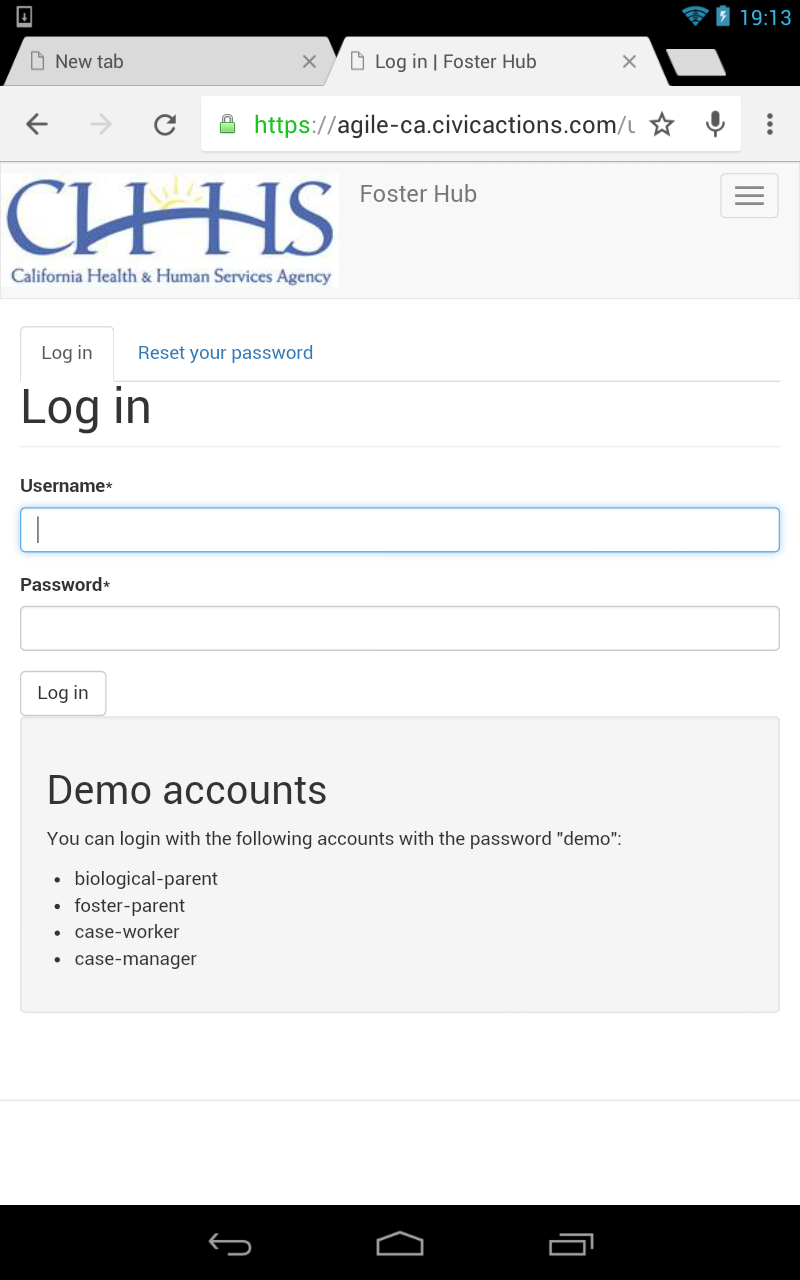 19:13
New tab
Log in | Foster Hub
https://agile-ca.civicactions.com/u
CHHS
California Health & Human Services Agency
Foster Hub
Log in
Reset your password
Log in
Username*
Password*
Log in
Demo accounts
You can login with the following accounts with the password "demo":
• biological-parent
• foster-parent
• case-worker
• case-manager